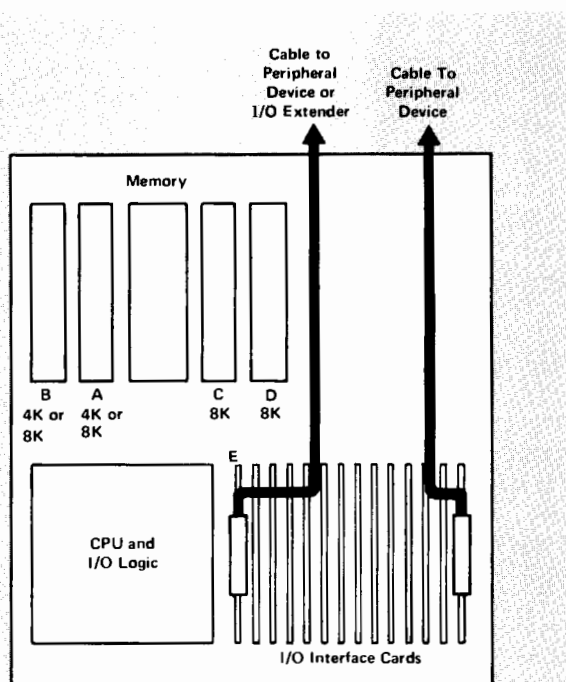 Cable to
Peripheral
Device or
I/O Extender
Cable To
Peripheral
Device
Memory
B
4K or
8K
A
4K or
8K
C
8K
D
8K
E
CPU and
I/O Logic
I/O Interface Cards